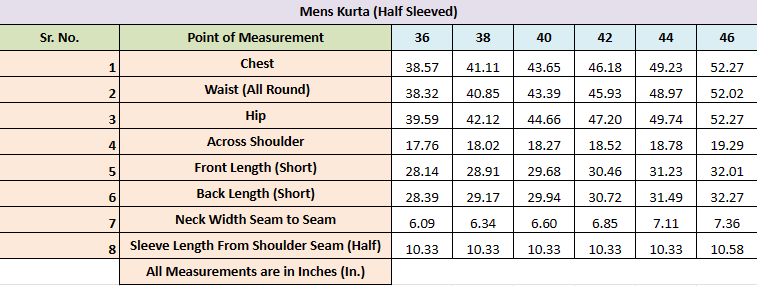 Mens Kurta (Half Sleeved)
Sr. No. Point of Measurement 36 38 40 42 44 46
1 Chest 38.57 41.11 43.65 46.18 49.23 52.27
2 Waist (All Round) 38.32 40.85 43.39 45.93 48.97 52.02
3 Hip 39.59 42.12 44.66 47.20 49.74 52.27
4 Across Shoulder 17.76 18.02 18.27 18.52 18.78 19.29
5 Front Length (Short) 28.14 28.91 29.68 30.46 31.23 32.01
6 Back Length (Short) 28.39 29.17 29.94 30.72 31.49 32.27
7 Neck Width Seam to Seam 6.09 6.34 6.60 6.85 7.11 7.36
8 Sleeve Length From Shoulder Seam (Half) 10.33 10.33 10.33 10.33 10.33 10.58
All Measurements are in Inches (In.)